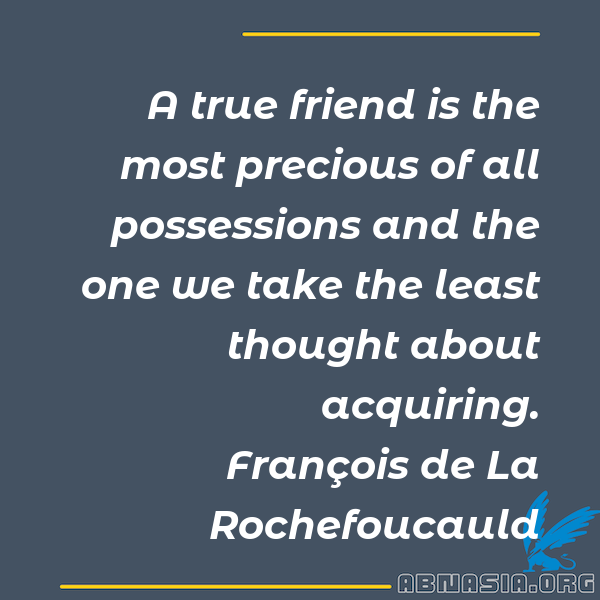 A true friend is the
most precious of all
possessions and the
one we take the least
thought about
acquiring.
François de La
Rochefoucauld
ABNASIA.ORG